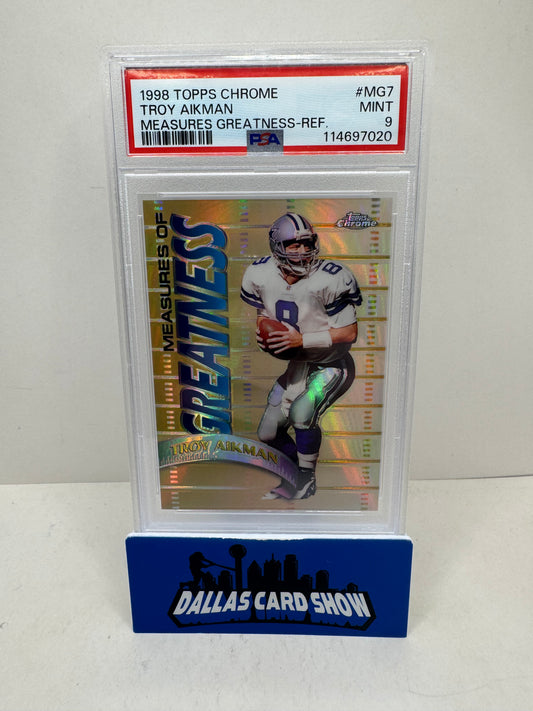 1998 TOPPS CHROME #MG7
TROY AIKMAN MINT
MEASURES GREATNESS-REF. 9
PSA 114697020
Topps
Chrome
MEASURES OF
GREATNESS
8
8
TROY AIKMAN
DALLAS CARD SHOW